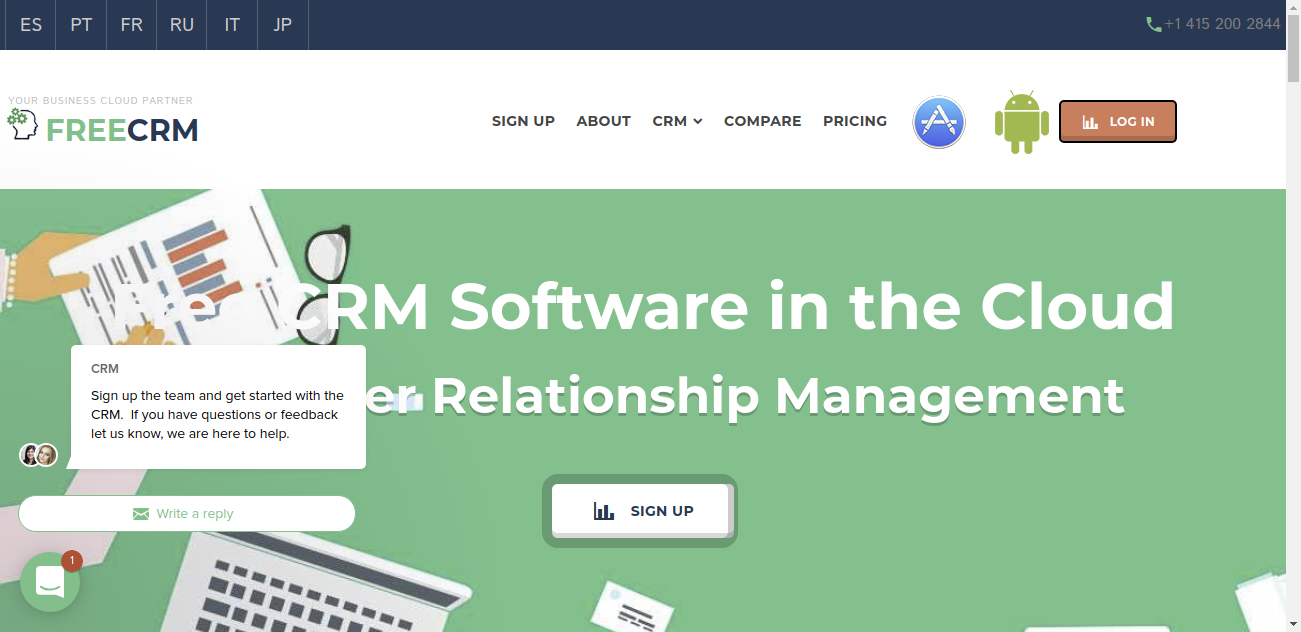 ES PT FR RU IT JP +1 415 200 2844
YOUR BUSINESS CLOUD PARTNER
FREECRM
SIGN UP ABOUT CRM COMPARE PRICING LOG IN
Free CRM Software in the Cloud
er Relationship Management
CRM
Sign up the team and get started with the
CRM. If you have questions or feedback
let us know, we are here to help.
SIGN UP
Write a reply
1